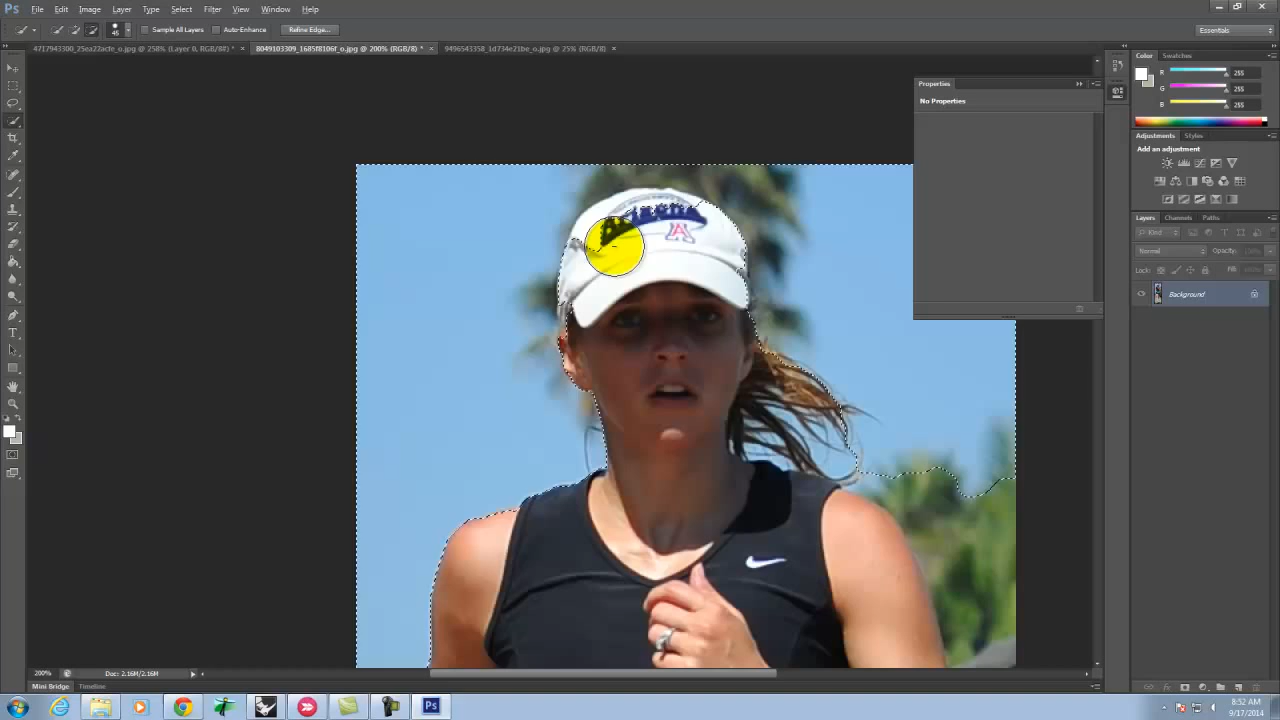 Ps File Edit Image Layer Type Select Filter View Window Help
45 Sample All Layers Auto-Enhance Refine Edge... Essentials
4717943300_25ea22acfe_o.jpg @ 258% (Layer 0, RGB/8#) * × 8049103309_1685f8106f_o.jpg @ 200% (RGB/8) * × 9496543358_1d734e21be_o.jpg @ 25% (RGB/8) ×
Color Swatches
R 255
G 255
B 255
Properties
No Properties
Adjustments Styles
Add an adjustment
Layers Channels Paths
Kind
Normal Opacity:
Lock: Fill:
Background
A
200% Doc: 2.16M/2.16M
Mini Bridge Timeline
Ps
8:52 AM
9/17/2014